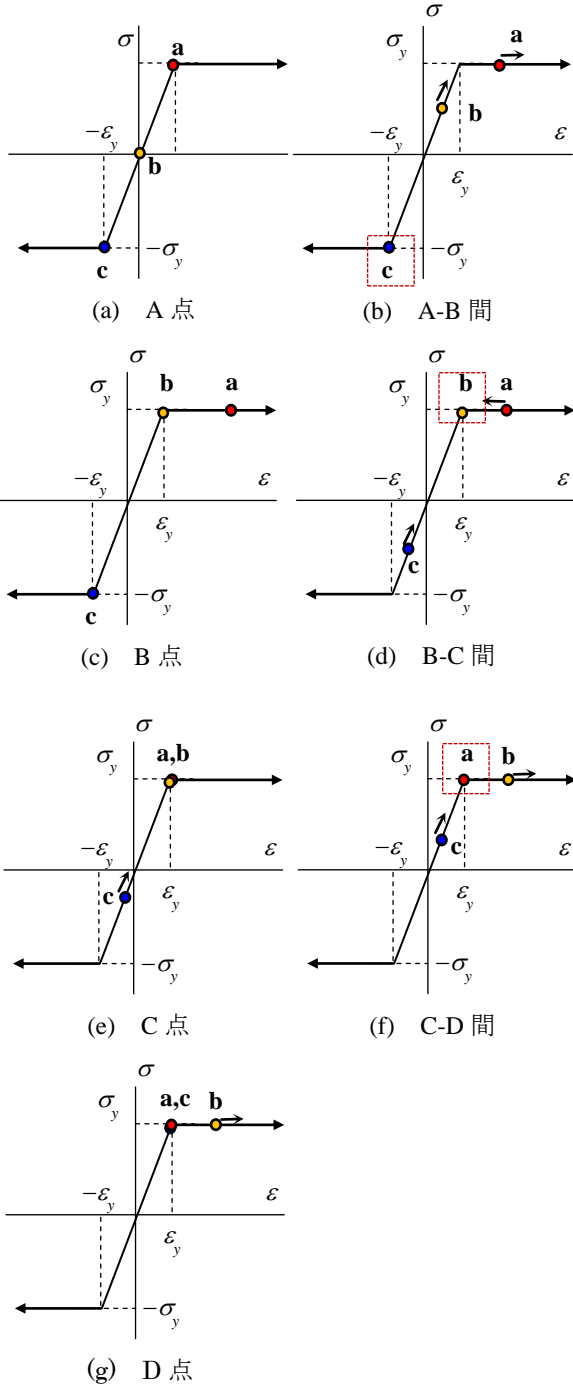 σ
a
−ε_y
b
−σ_y
c
(a) A 点
σ
σ_y
a
b
−ε_y
ε
ε_y
−σ_y
c
(b) A-B 間
σ
σ_y
b
a
−ε_y
ε
ε_y
−σ_y
c
(c) B 点
σ
σ_y
b
a
−ε_y
ε
ε_y
c
−σ_y
(d) B-C 間
σ
a,b
σ_y
−ε_y
ε
c
ε_y
−σ_y
(e) C 点
σ
σ_y
a
b
c
−ε_y
ε
ε_y
−σ_y
(f) C-D 間
σ
a,c
b
σ_y
−ε_y
ε
ε_y
−σ_y
(g) D 点